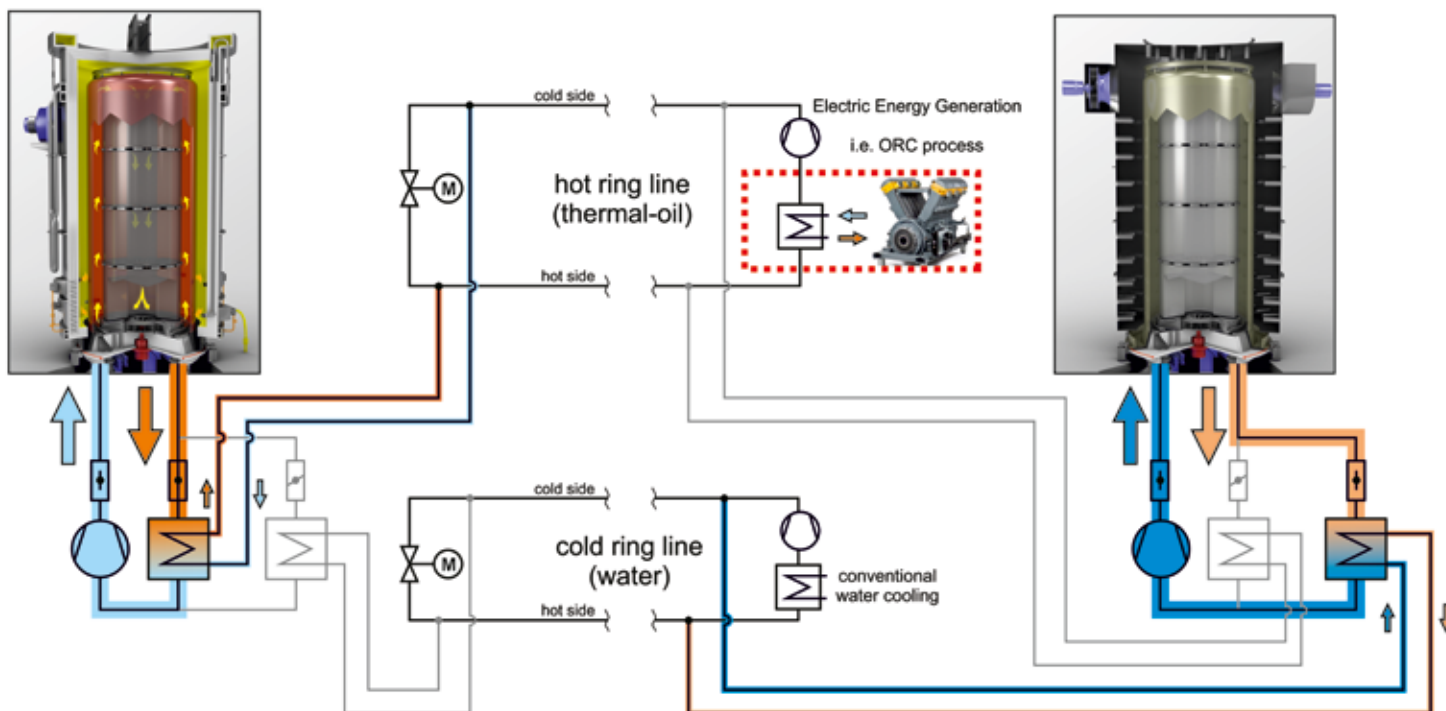 cold side
Electric Energy Generation
i.e. ORC process
hot ring line
(thermal-oil)
M
hot side
cold side
cold ring line
(water)
M
conventional
water cooling
hot side